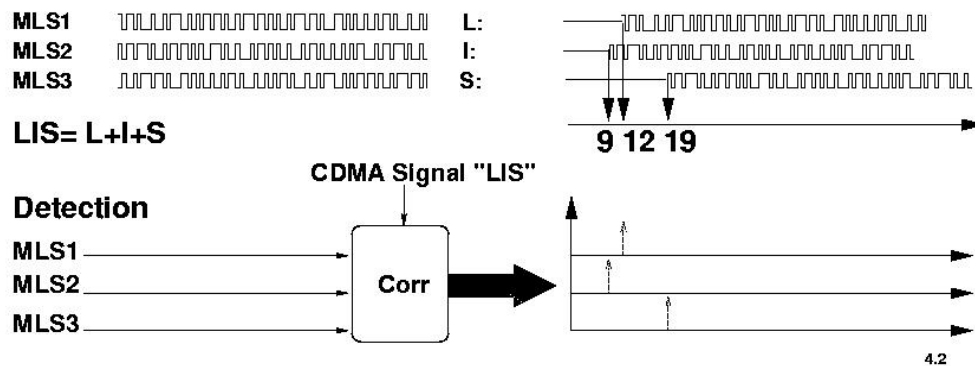 MLS1 L:
MLS2 I:
MLS3 S:
LIS= L+I+S
9 12 19
CDMA Signal "LIS"
Detection
MLS1
MLS2
MLS3
Corr
4.2